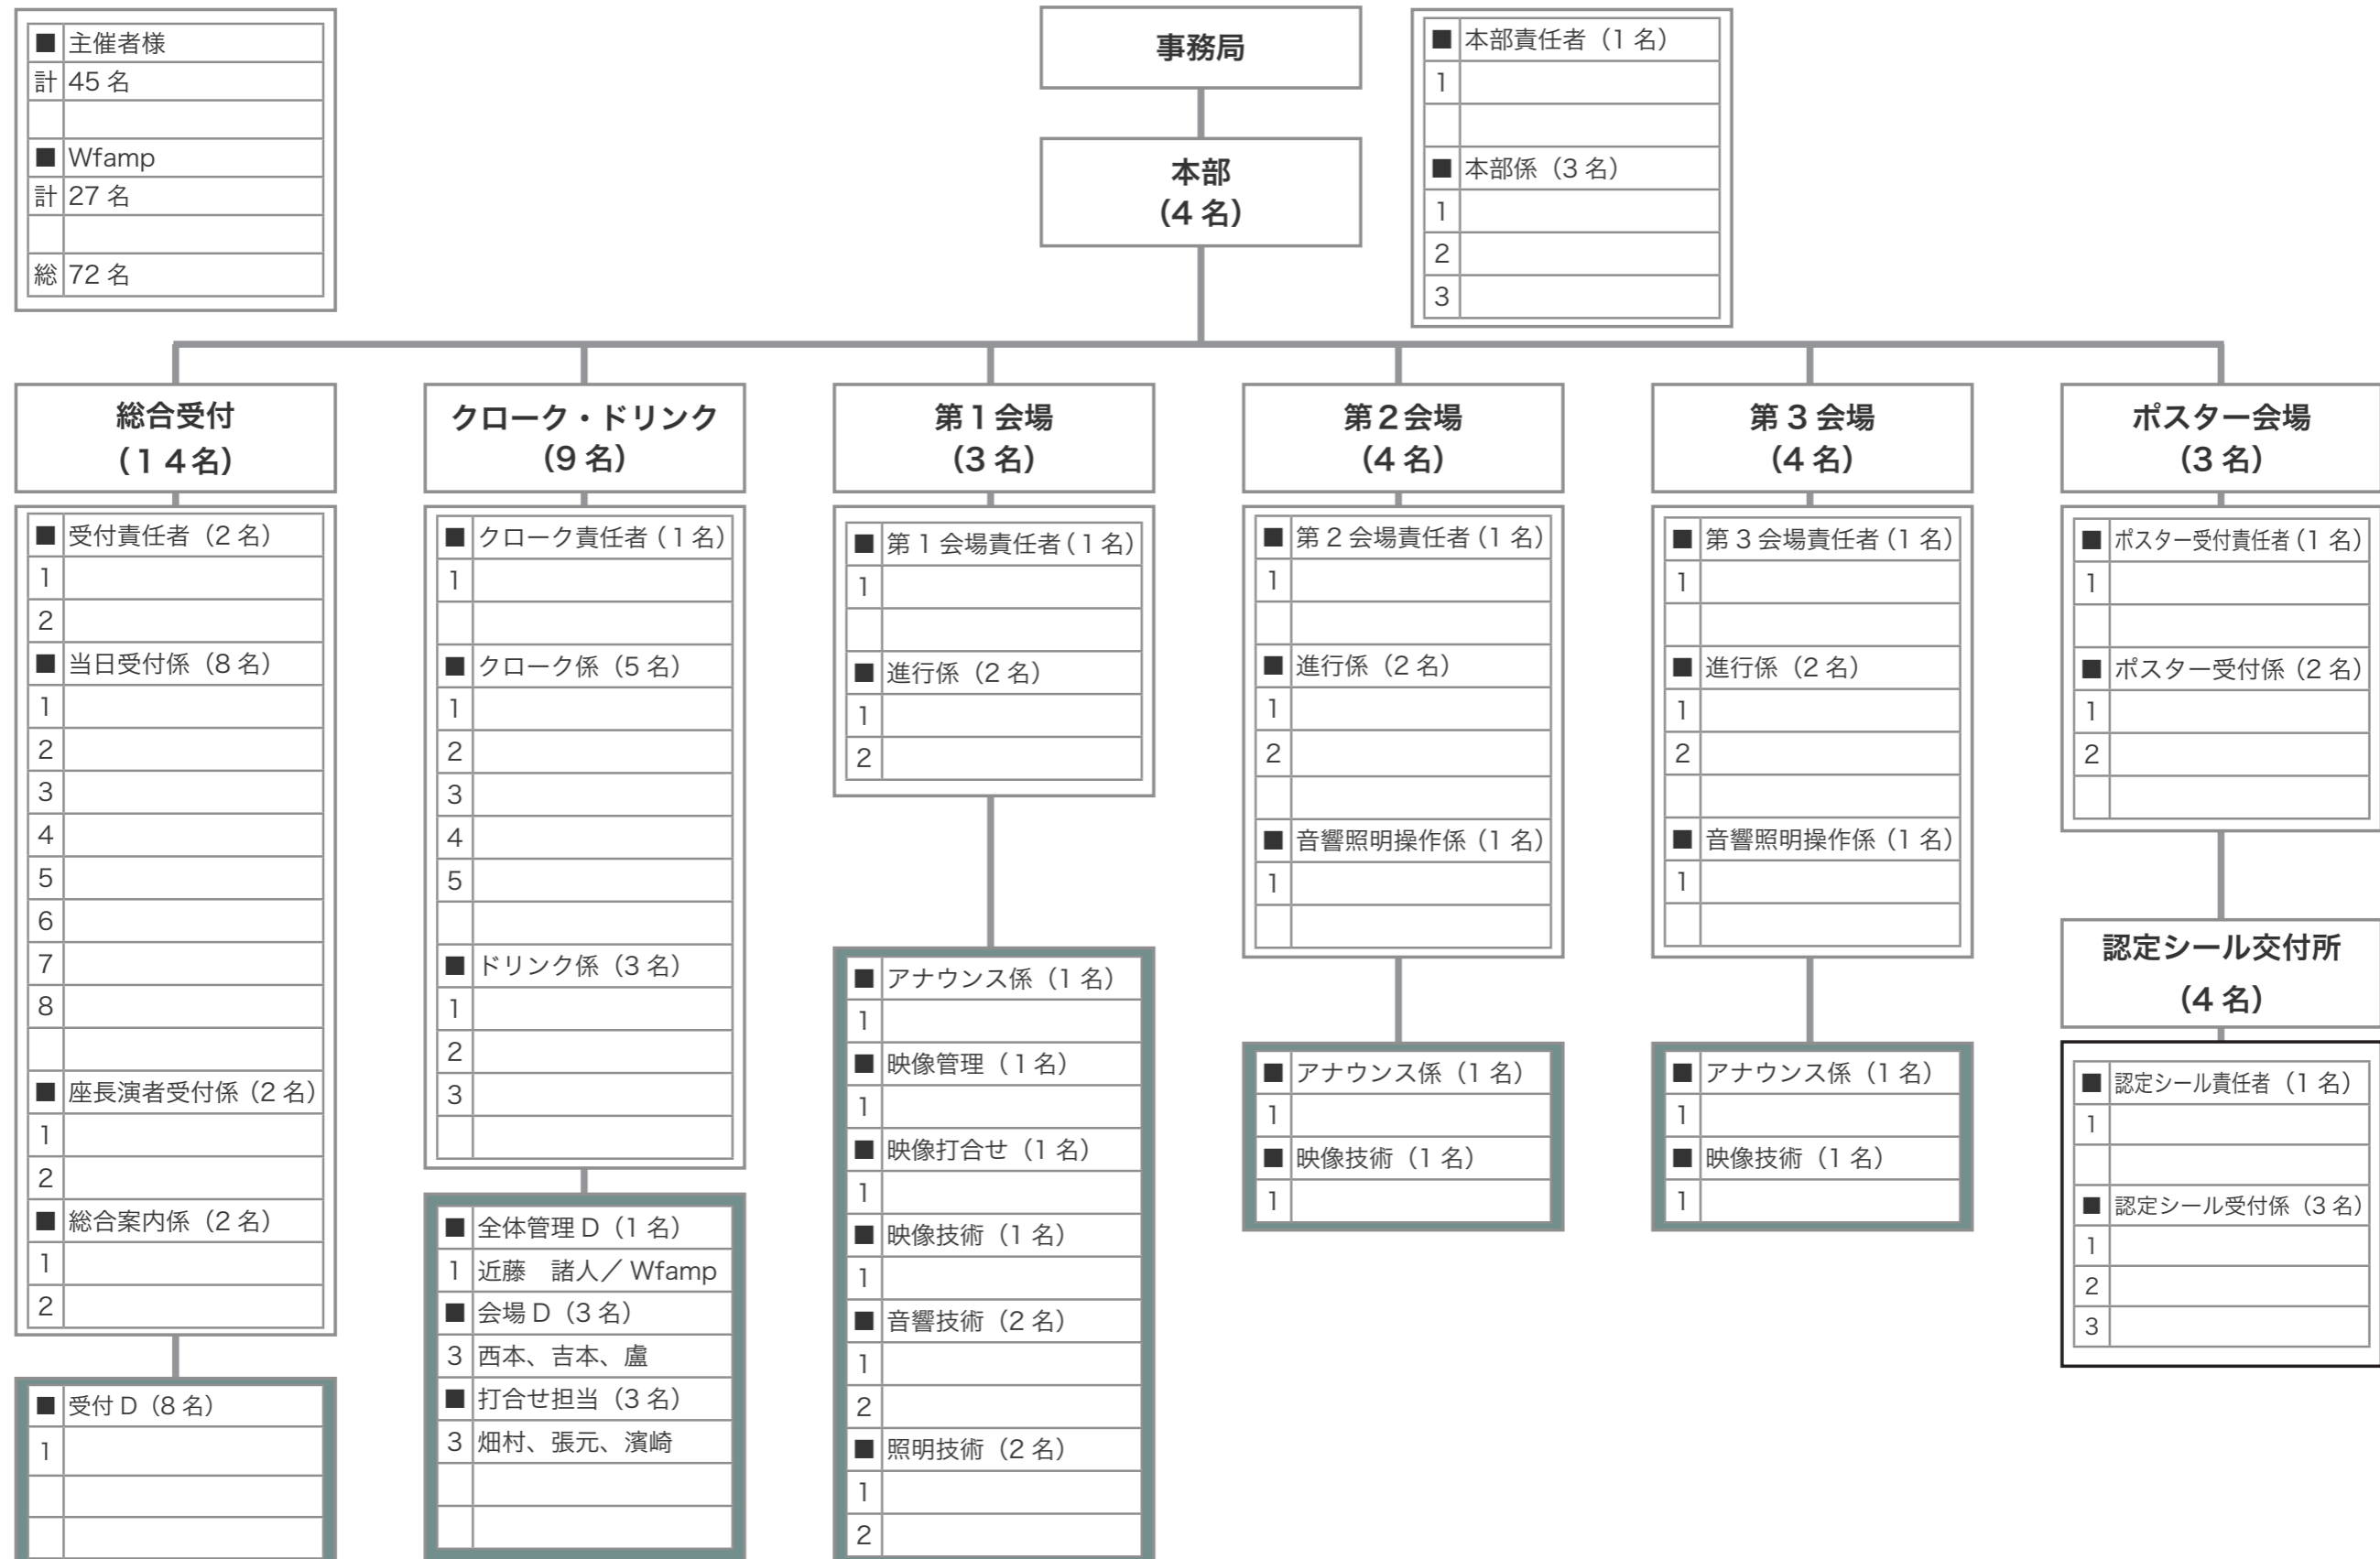 ■ 主催者様
計 45 名
■ Wfamp
計 27 名
総 72 名
事務局
本部
(4 名)
■ 本部責任者（1 名）
1
■ 本部係（3 名）
1
2
3
総合受付
(１４名)
■ 受付責任者（2 名）
1
2
■ 当日受付係（8 名）
1
2
3
4
5
6
7
8
■ 座長演者受付係（2 名）
1
2
■ 総合案内係（2 名）
1
2
■ 受付 D（8 名）
1
クローク・ドリンク
(9 名)
■ クローク責任者（1 名）
1
■ クローク係（5 名）
1
2
3
4
5
■ ドリンク係（3 名）
1
2
3
■ 全体管理 D（1 名）
1 近藤　諸人／ Wfamp
■ 会場 D（3 名）
3 西本、吉本、盧
■ 打合せ担当（3 名）
3 畑村、張元、濱崎
第１会場
(3 名)
■ 第 1 会場責任者（1 名）
1
■ 進行係（2 名）
1
2
■ アナウンス係（1 名）
1
■ 映像管理（ 1 名）
1
■ 映像打合せ（1 名）
1
■ 映像技術（1 名）
1
■ 音響技術（2 名）
1
2
■ 照明技術（2 名）
1
2
第２会場
(4 名)
■ 第 2 会場責任者（1 名）
1
■ 進行係（2 名）
1
2
■ 音響照明操作係（1 名）
1
■ アナウンス係（1 名）
1
■ 映像技術（1 名）
1
第 3 会場
(4 名)
■ 第 3 会場責任者（1 名）
1
■ 進行係（2 名）
1
2
■ 音響照明操作係（1 名）
1
■ アナウンス係（1 名）
1
■ 映像技術（1 名）
1
ポスター会場
(3 名)
■ ポスター受付責任者（1 名）
1
■ ポスター受付係（2 名）
1
2
認定シール交付所
(4 名)
■ 認定シール責任者（1 名）
1
■ 認定シール受付係（3 名）
1
2
3